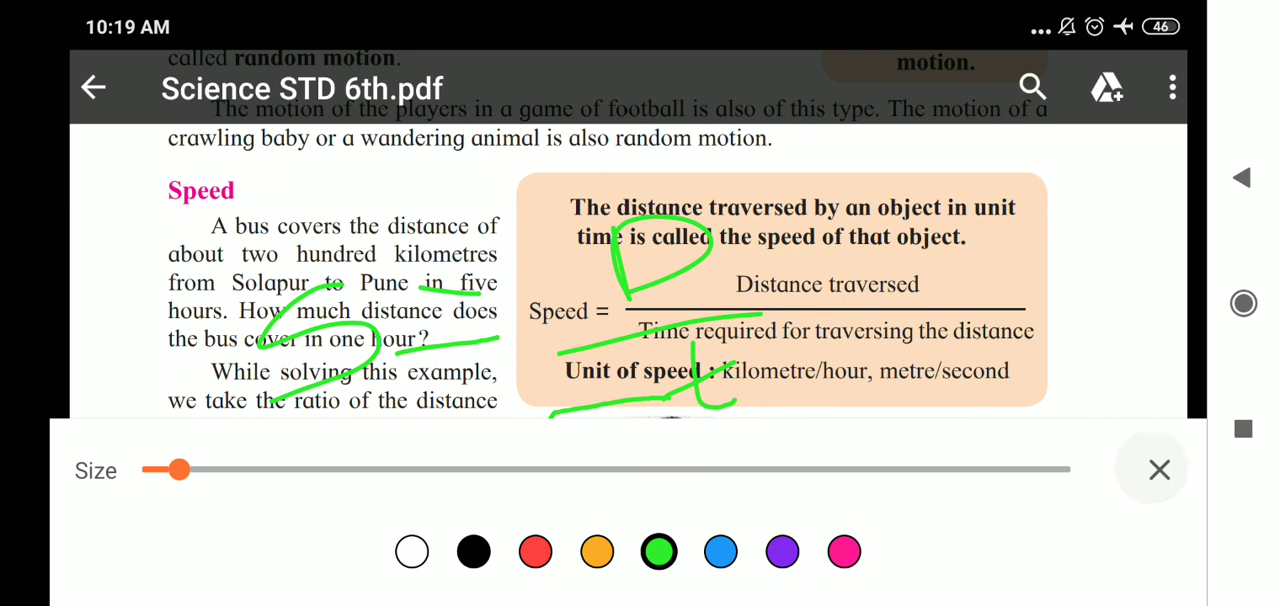 10:19 AM
46
called random motion.
motion.
Science STD 6th.pdf
The motion of the players in a game of football is also of this type. The motion of a
crawling baby or a wandering animal is also random motion.
Speed
A bus covers the distance of
about two hundred kilometres
from Solapur to Pune in five
hours. How much distance does
the bus cover in one hour?
While solving this example,
we take the ratio of the distance
The distance traversed by an object in unit
time is called the speed of that object.
Speed =
Distance traversed
Time required for traversing the distance
Unit of speed : kilometre/hour, metre/second
S = D
t
Size